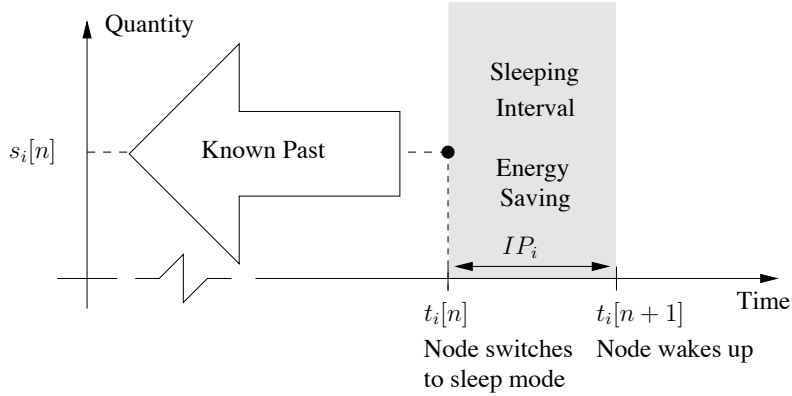 Quantity
Sleeping
Interval
s_i[n]
Known Past
Energy
Saving
IP_i
Time
t_i[n]
t_i[n + 1]
Node switches
to sleep mode
Node wakes up